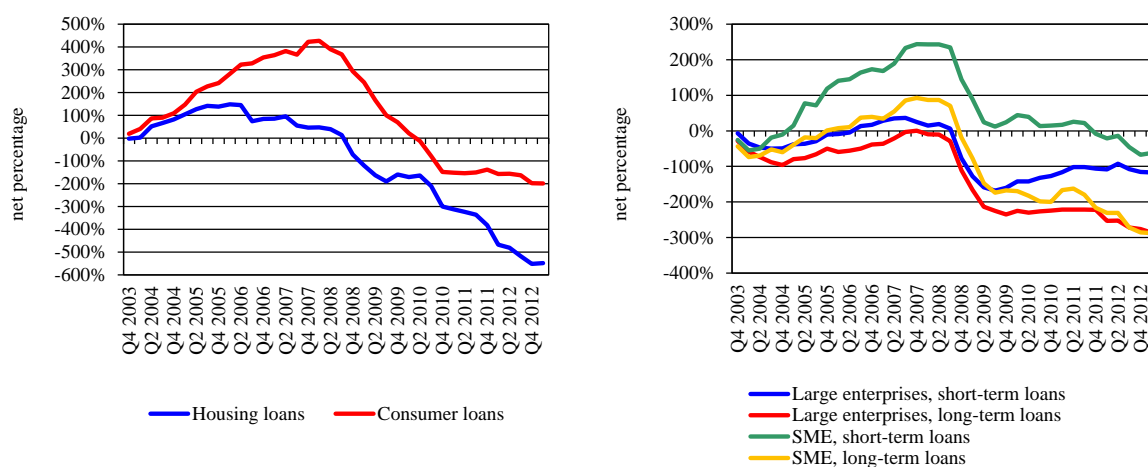 net percentage
500%
400%
300%
200%
100%
0%
-100%
-200%
-300%
-400%
-500%
-600%
Q4 2003
Q2 2004
Q4 2004
Q2 2005
Q4 2005
Q2 2006
Q4 2006
Q2 2007
Q4 2007
Q2 2008
Q4 2008
Q2 2009
Q4 2009
Q2 2010
Q4 2010
Q2 2011
Q4 2011
Q2 2012
Q4 2012
Housing loans
Consumer loans
net percentage
300%
200%
100%
0%
-100%
-200%
-300%
-400%
Q4 2003
Q2 2004
Q4 2004
Q2 2005
Q4 2005
Q2 2006
Q4 2006
Q2 2007
Q4 2007
Q2 2008
Q4 2008
Q2 2009
Q4 2009
Q2 2010
Q4 2010
Q2 2011
Q4 2011
Q2 2012
Q4 2012
Large enterprises, short-term loans
Large enterprises, long-term loans
SME, short-term loans
SME, long-term loans